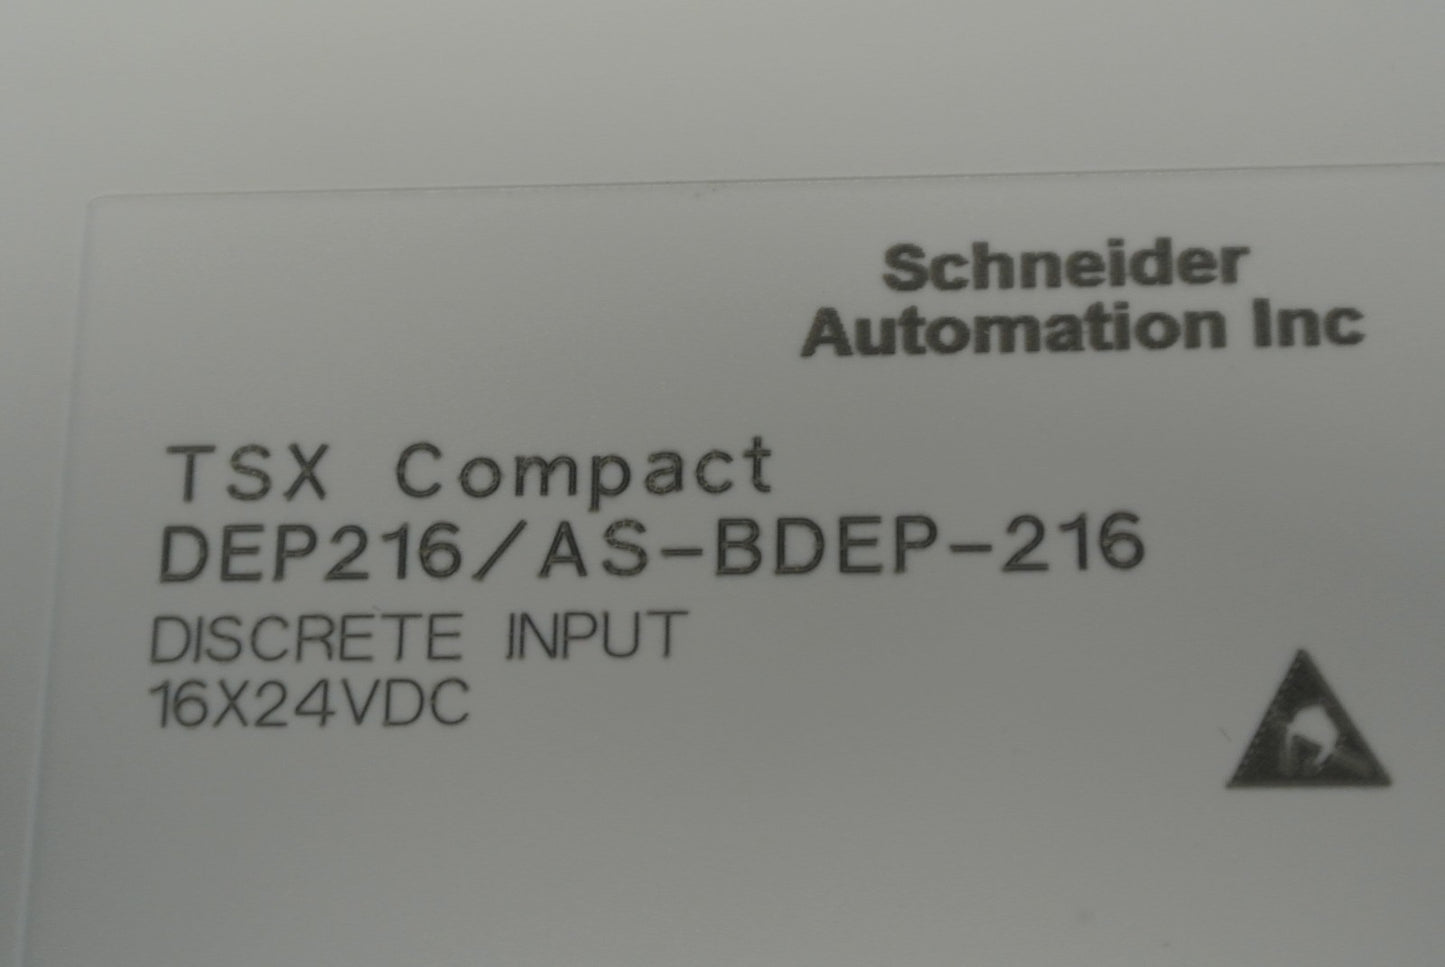 Schneider
Automation Inc
TSX Compact
DEP216/AS-BDEP-216
DISCRETE INPUT
16X24VDC